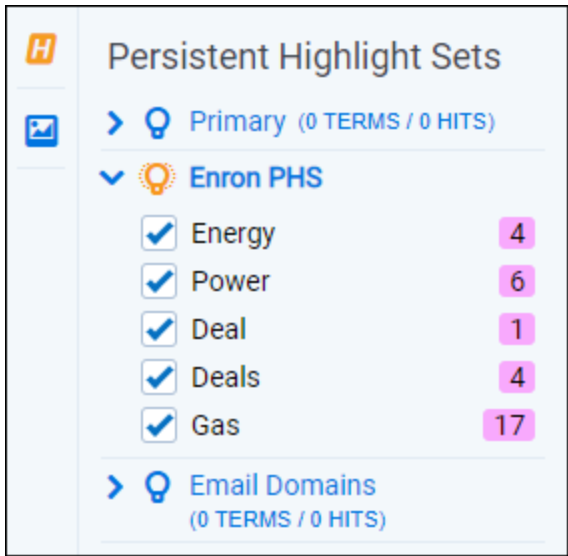 H
Persistent Highlight Sets
Primary (0 TERMS / 0 HITS)
Enron PHS
Energy 4
Power 6
Deal 1
Deals 4
Gas 17
Email Domains
(0 TERMS / 0 HITS)